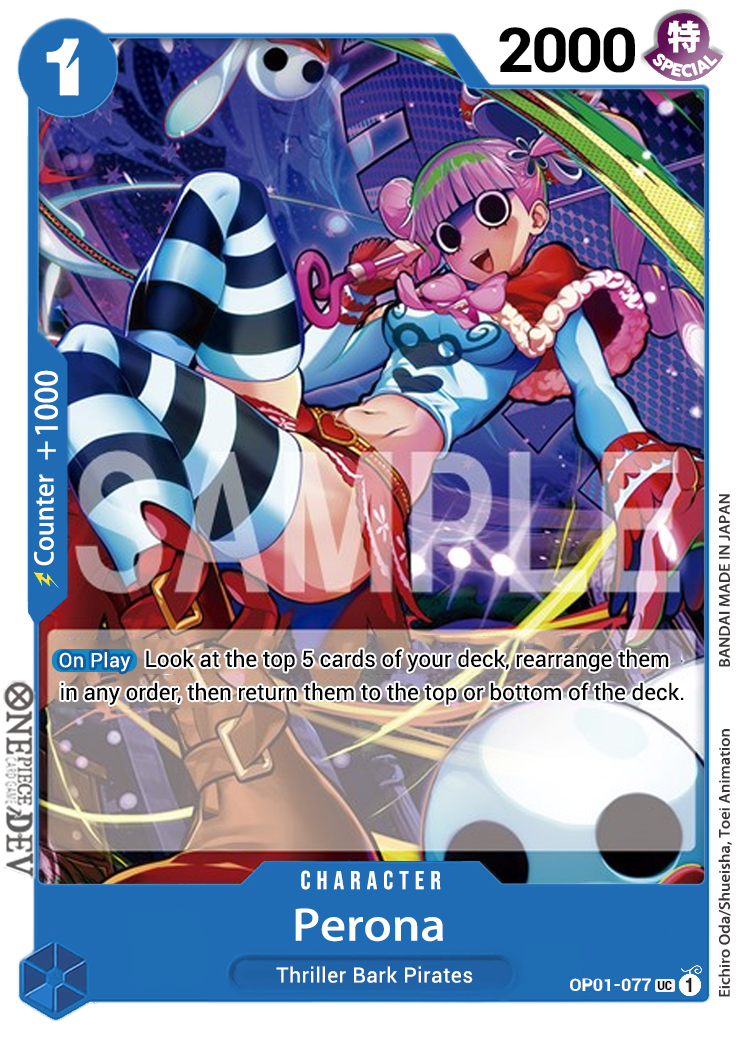 1
2000
特
SPECIAL
Counter +1000
SAMPLE
On Play Look at the top 5 cards of your deck, rearrange them
in any order, then return them to the top or bottom of the deck.
CHARACTER
Perona
Thriller Bark Pirates
OP01-077 UC 1
BANDAI MADE IN JAPAN
Eichiro Oda/Shueisha, Toei Animation
ONE PIECE
CARD GAME
DEV